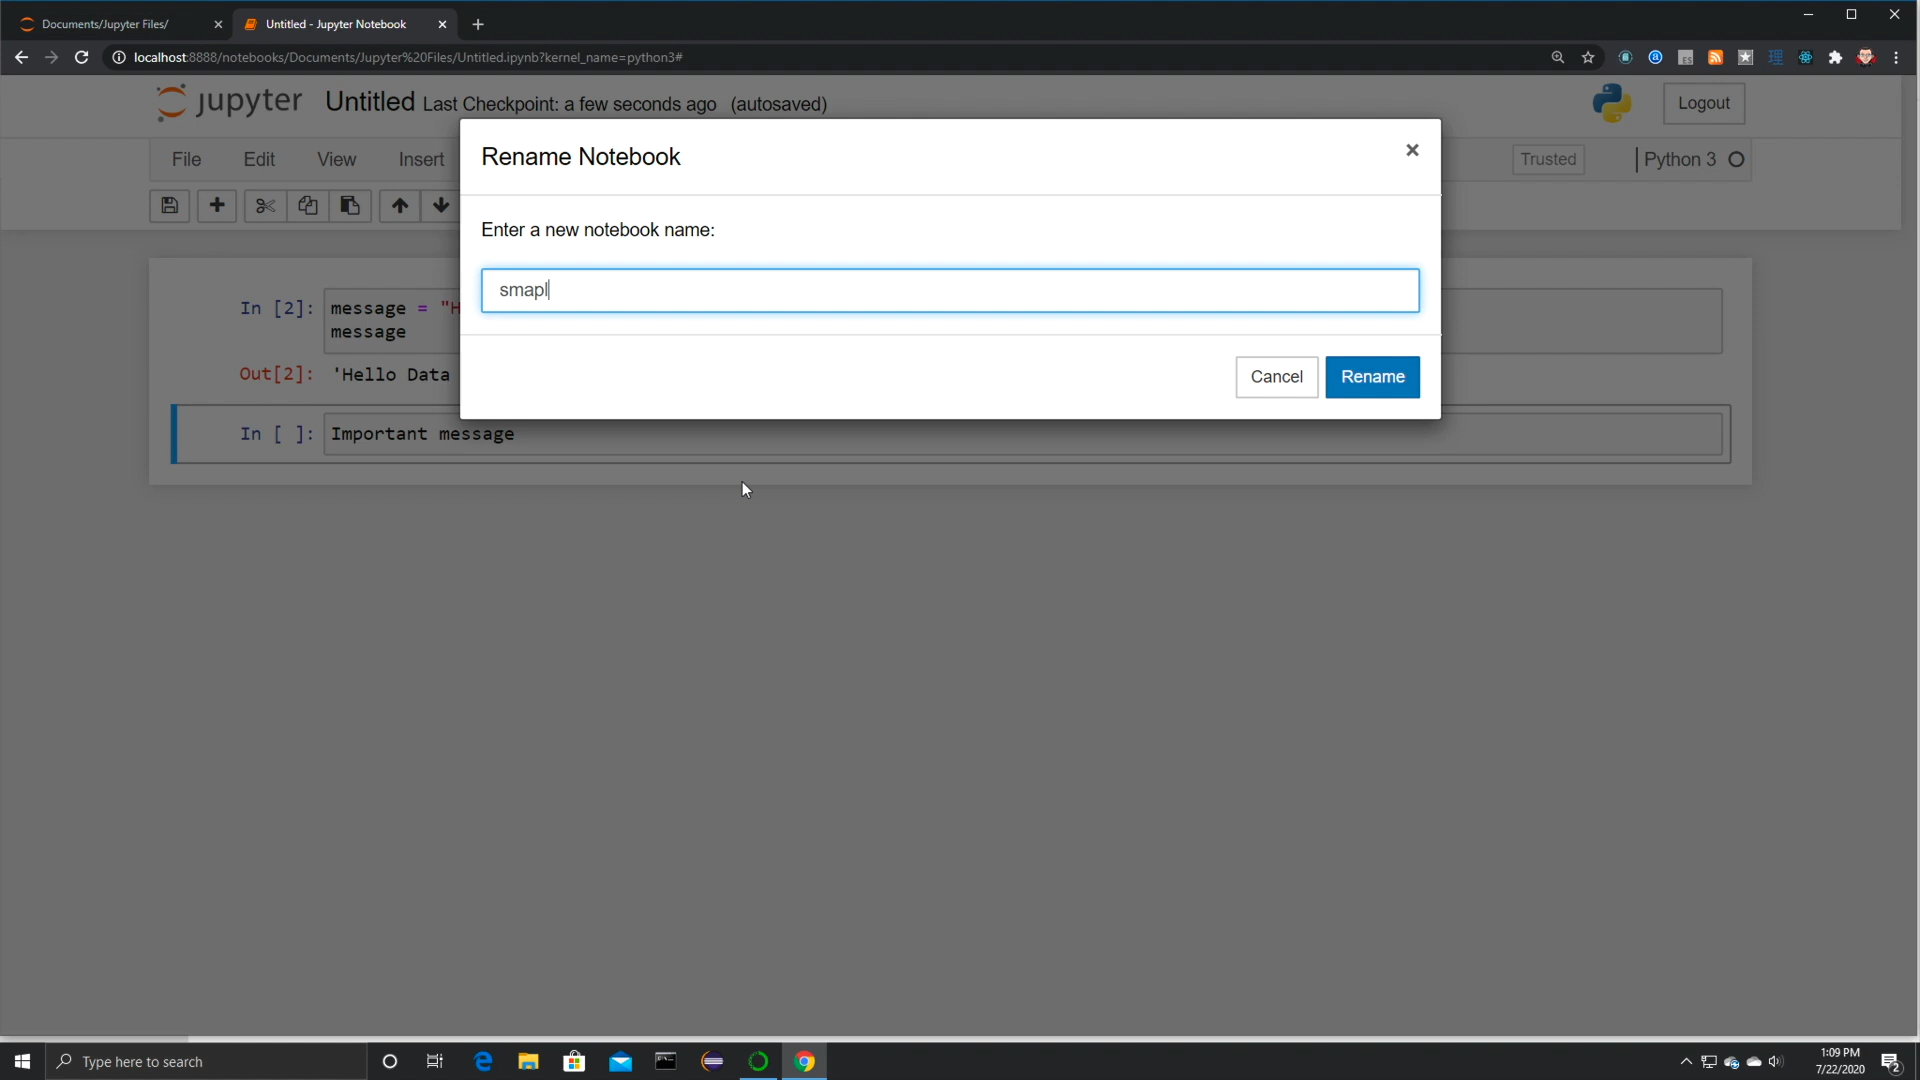 Documents/Jupyter Files/
Untitled - Jupyter Notebook
localhost:8888/notebooks/Documents/Jupyter%20Files/Untitled.ipynb?kernel_name=python3#
jupyter Untitled Last Checkpoint: a few seconds ago (autosaved)
Logout
Rename Notebook
File Edit View Insert
Trusted
Python 3
Enter a new notebook name:
smapl
In [2]: message = "H
message
Out[2]: 'Hello Data
Cancel
Rename
In [ ]: Important message
Type here to search
1:09 PM
7/22/2020
2